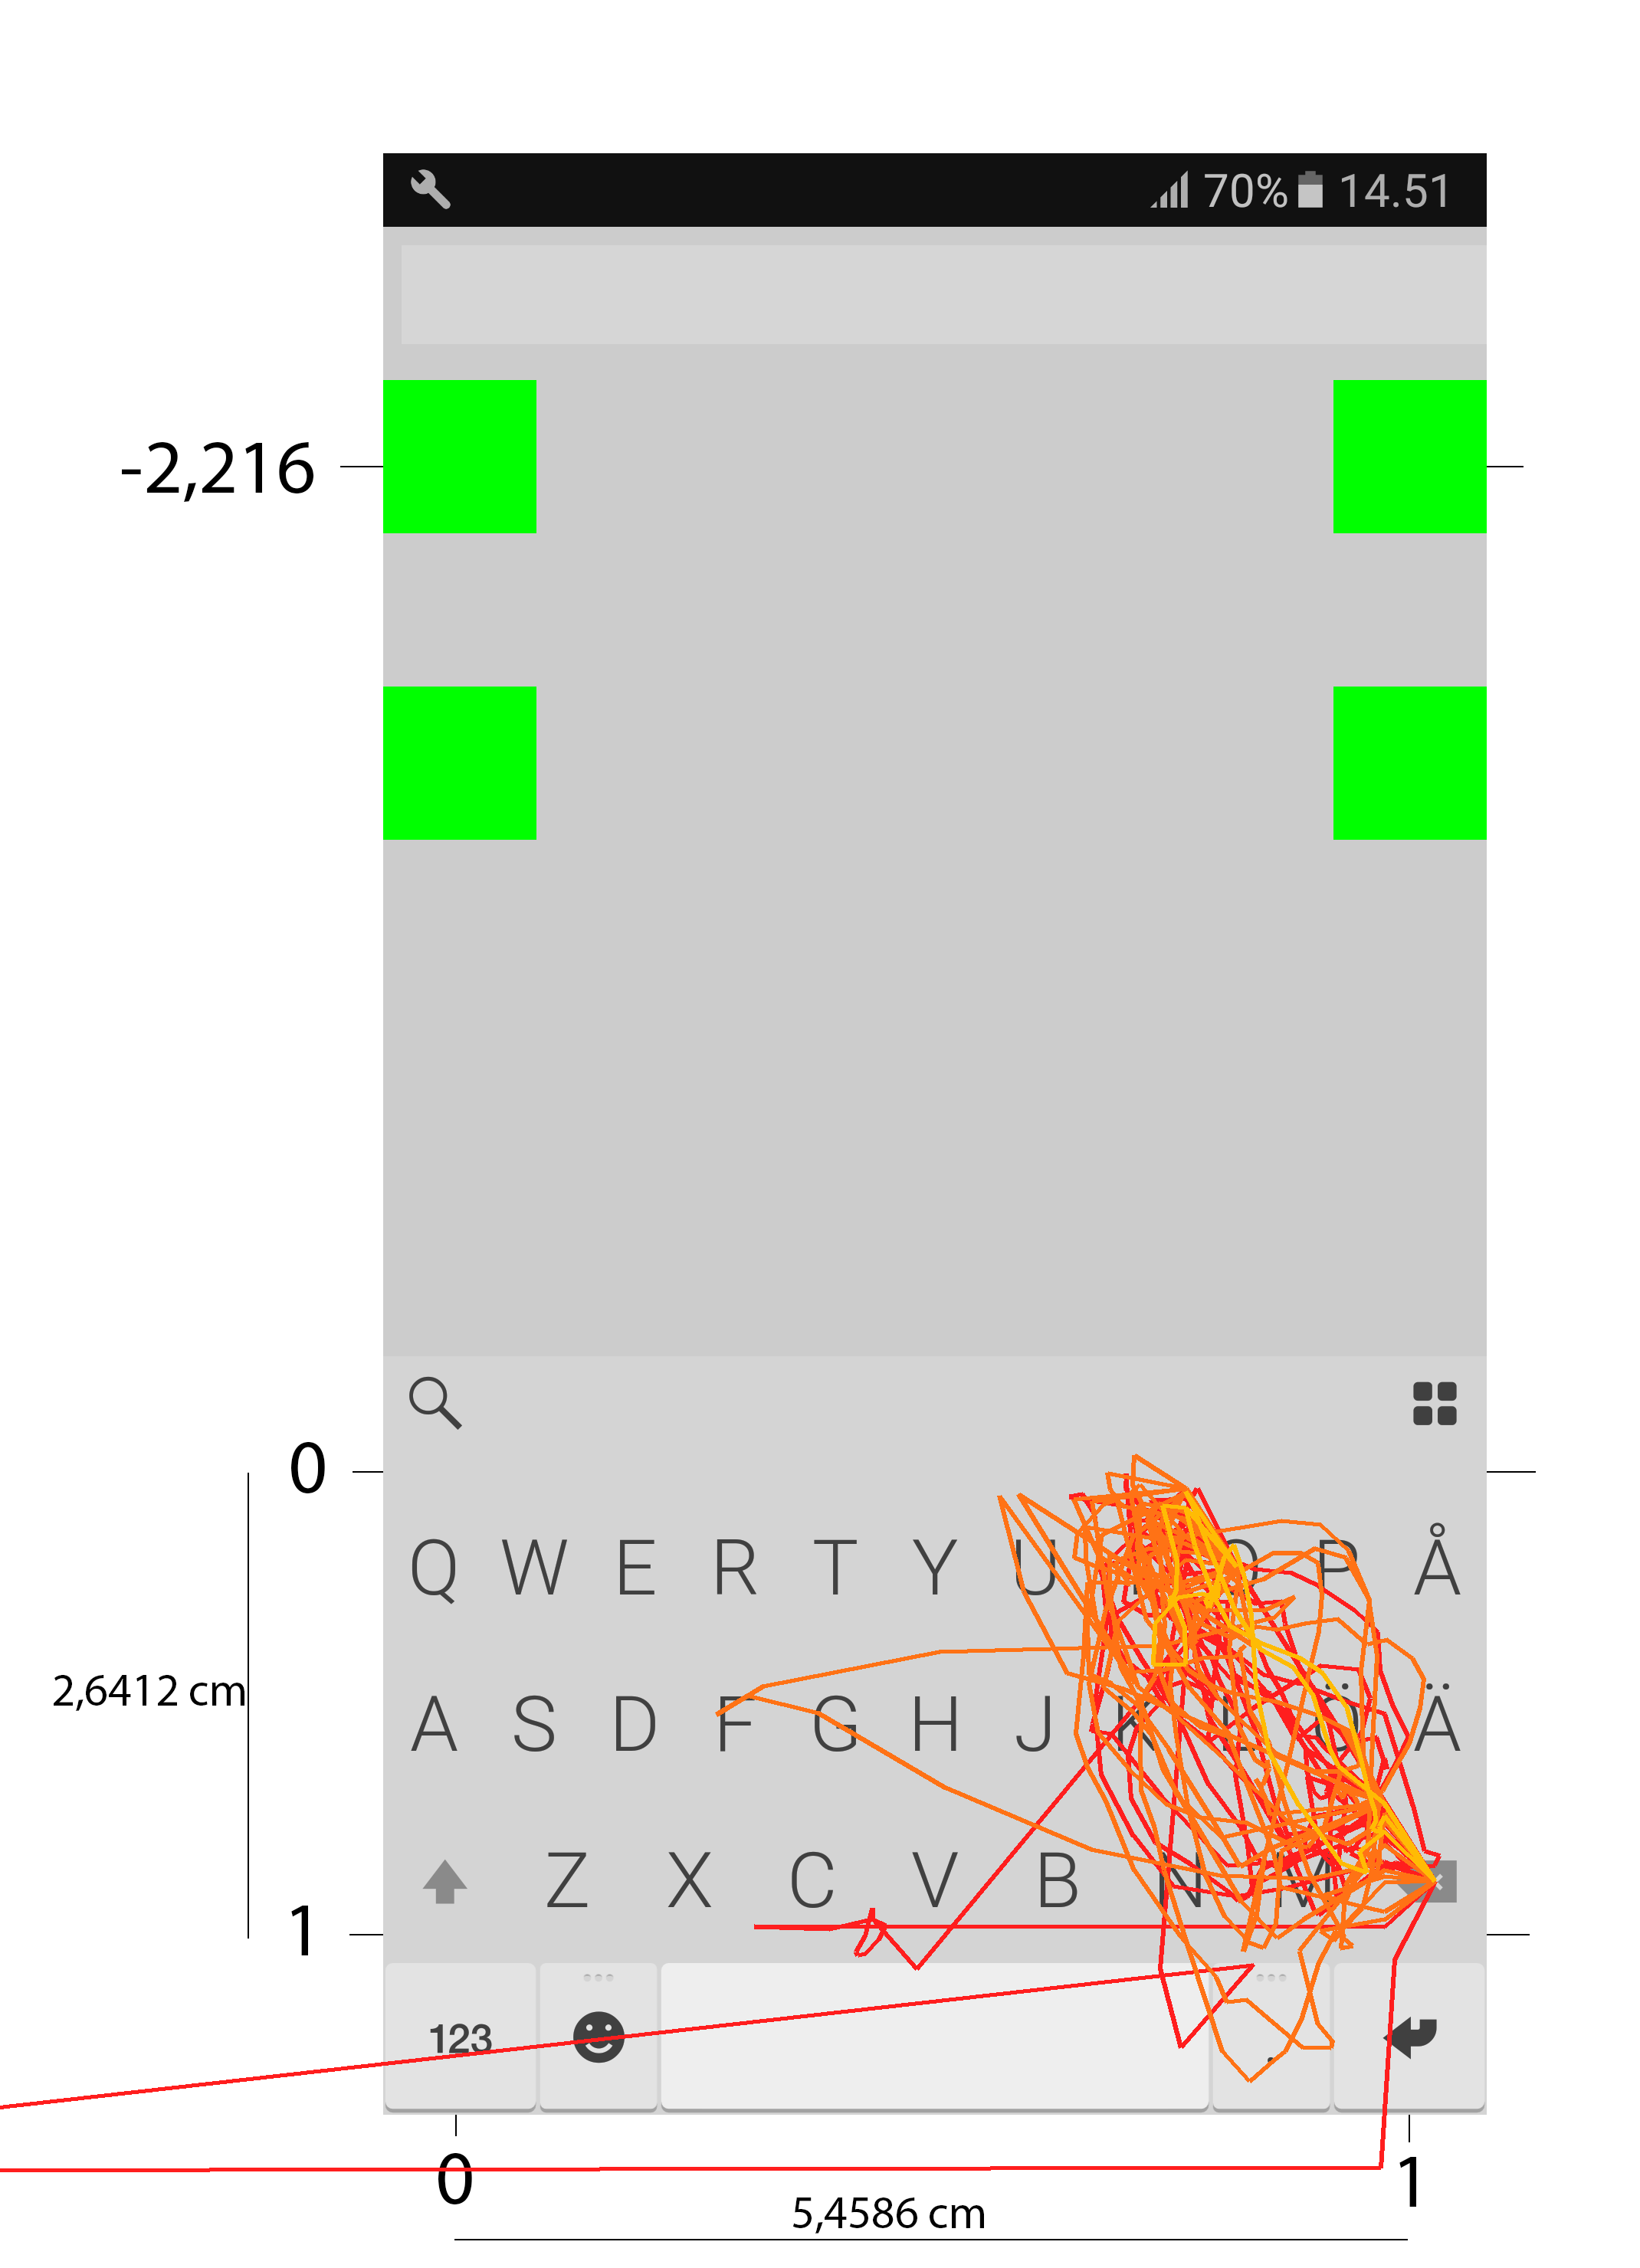 70% 14.51
-2,216
0
Q W E R T Y U O P Å
2,6412 cm
A S D F G H J K L Ö Ä
Z X C V B N M
1
123 .
0 1
5,4586 cm